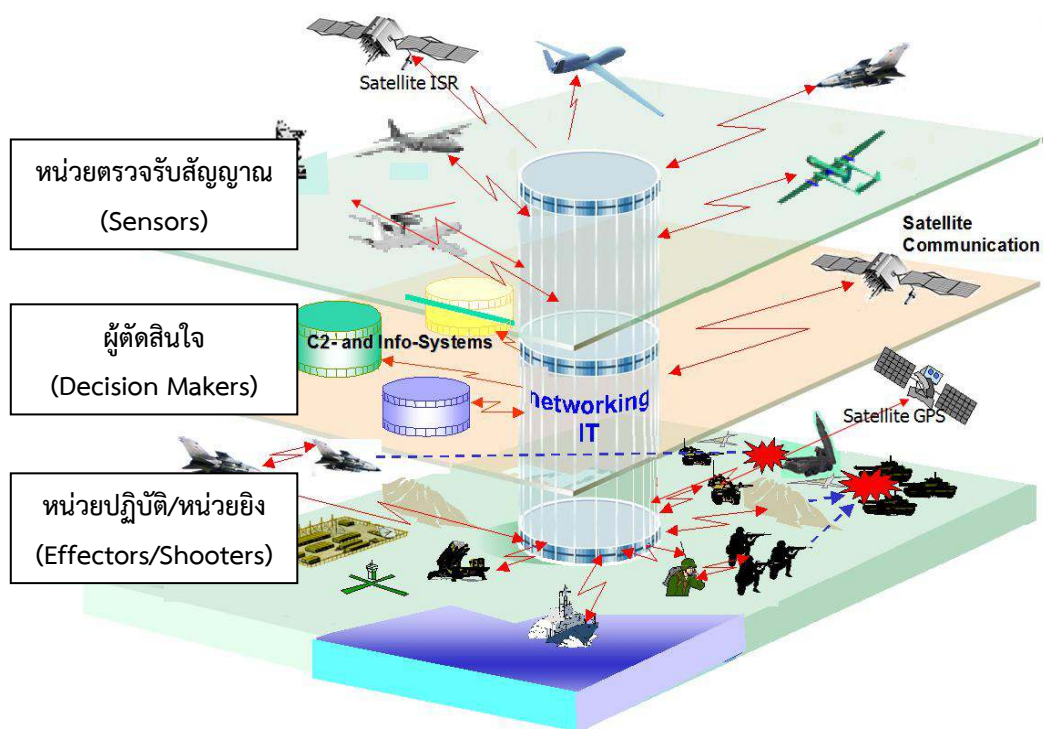 Satellite ISR
หน่วยตรวจรับสัญญาณ
(Sensors)
Satellite
Communication
ผู้ตัดสินใจ
(Decision Makers)
C2- and Info-Systems
networking
IT
Satellite GPS
หน่วยปฏิบัติ/หน่วยยิง
(Effectors/Shooters)